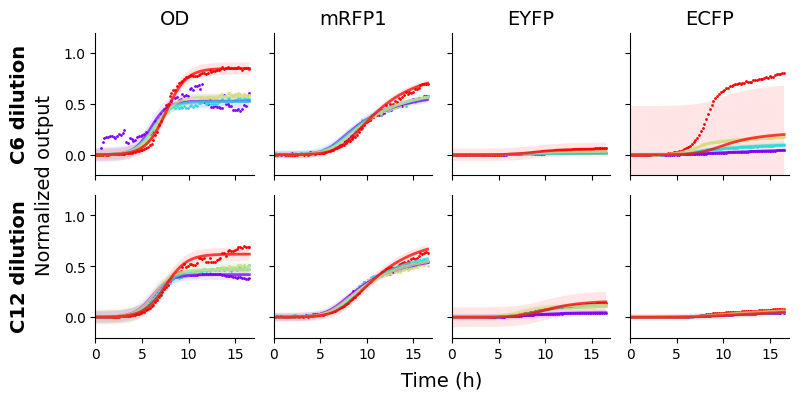 OD mRFP1 EYFP ECFP
C6 dilution
1.0
0.5
0.0
Normalized output
C12 dilution
1.0
0.5
0.0
0 5 10 15 0 5 10 15 0 5 10 15 0 5 10 15
Time (h)